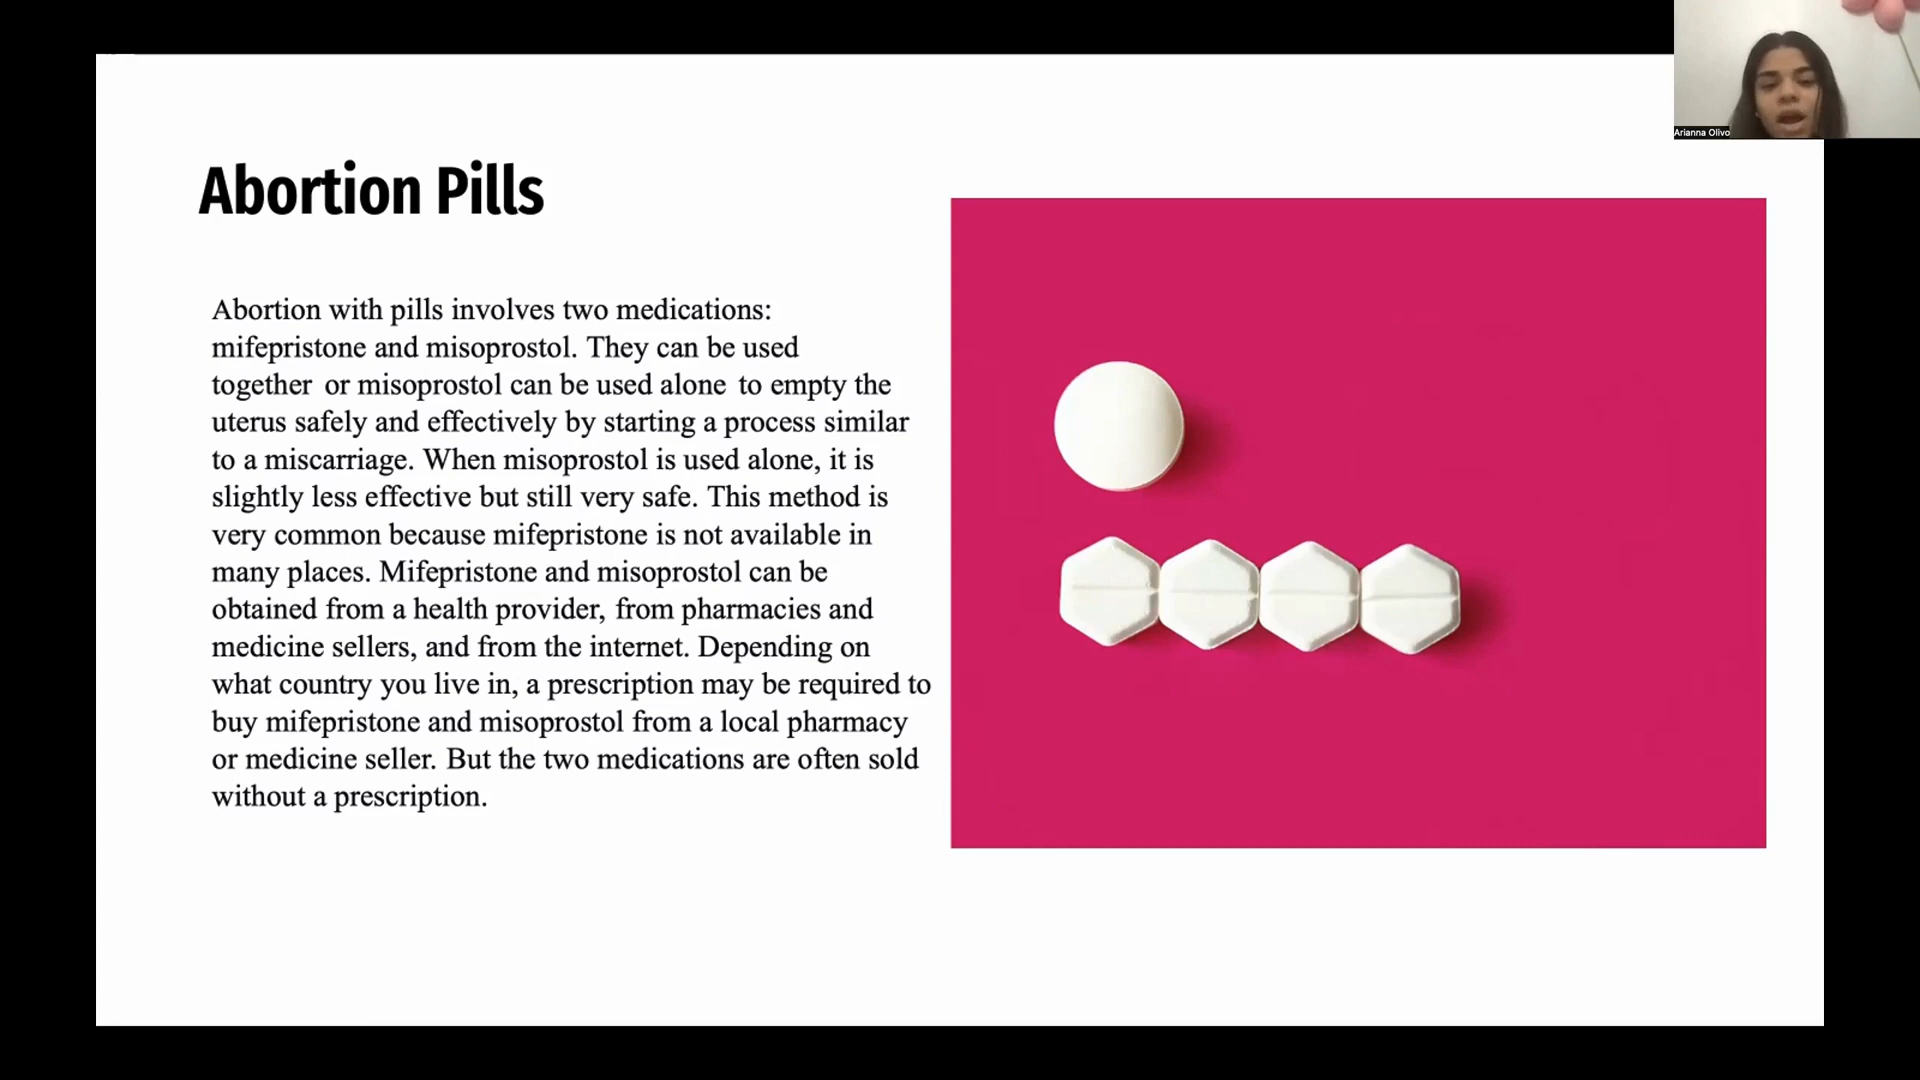 Arianna Olivo
Abortion Pills
Abortion with pills involves two medications:
mifepristone and misoprostol. They can be used
together or misoprostol can be used alone to empty the
uterus safely and effectively by starting a process similar
to a miscarriage. When misoprostol is used alone, it is
slightly less effective but still very safe. This method is
very common because mifepristone is not available in
many places. Mifepristone and misoprostol can be
obtained from a health provider, from pharmacies and
medicine sellers, and from the internet. Depending on
what country you live in, a prescription may be required to
buy mifepristone and misoprostol from a local pharmacy
or medicine seller. But the two medications are often sold
without a prescription.